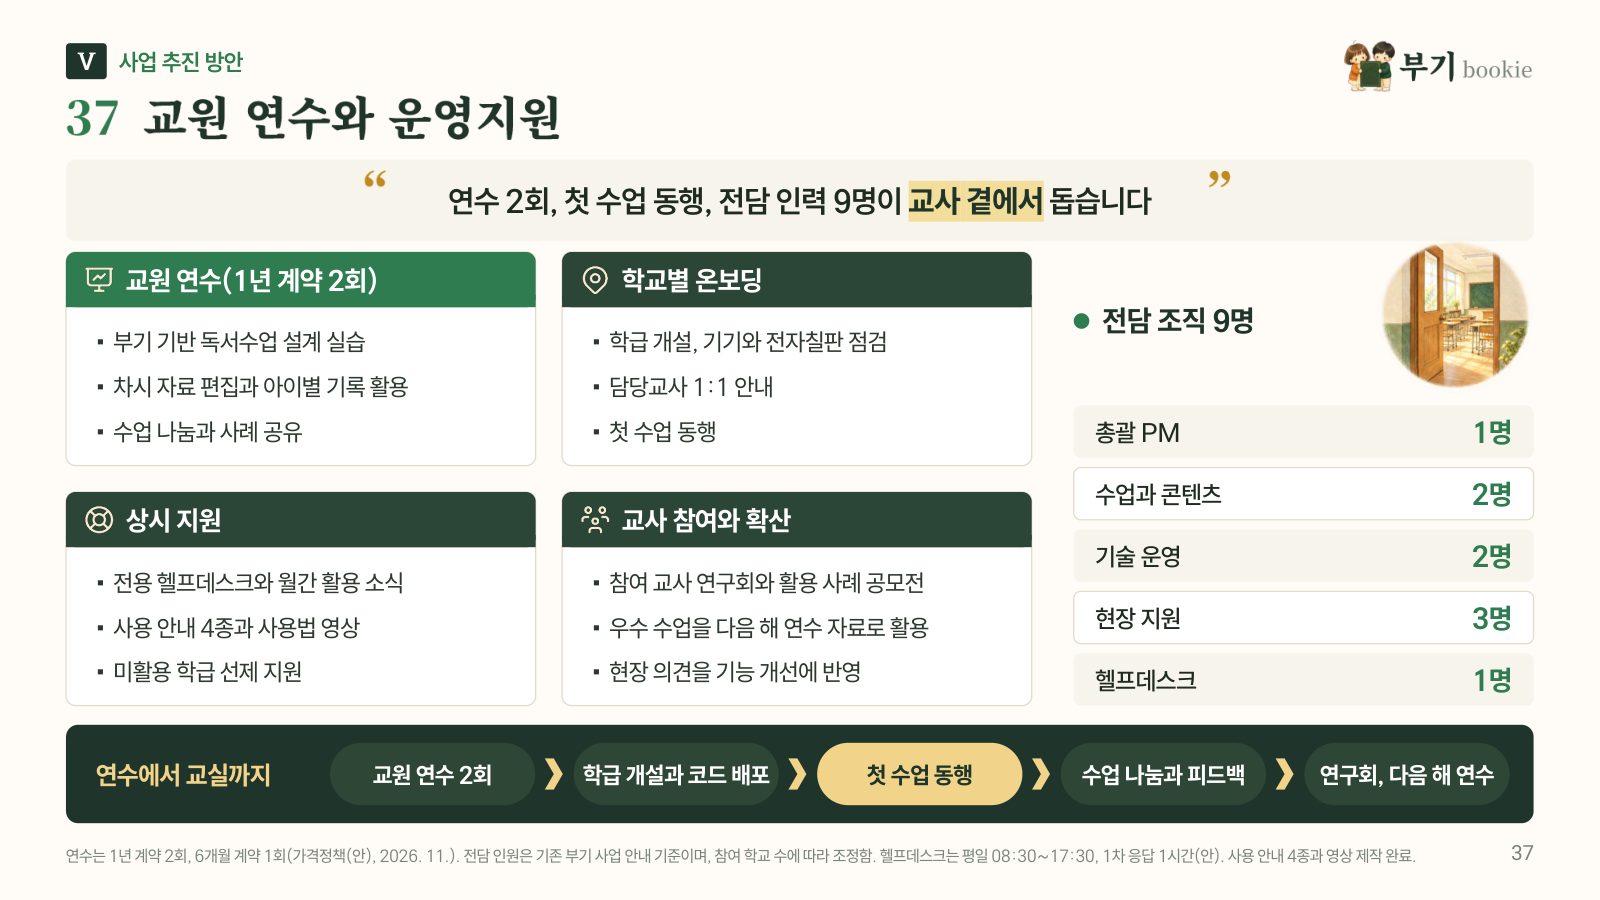 V 사업 추진 방안
부기 bookie
37 교원 연수와 운영지원
“ 연수 2회, 첫 수업 동행, 전담 인력 9명이 교사 곁에서 돕습니다 ”
교원 연수(1년 계약 2회)
▪ 부기 기반 독서수업 설계 실습
▪ 차시 자료 편집과 아이별 기록 활용
▪ 수업 나눔과 사례 공유
학교별 온보딩
▪ 학급 개설, 기기와 전자칠판 점검
▪ 담당교사 1:1 안내
▪ 첫 수업 동행
상시 지원
▪ 전용 헬프데스크와 월간 활용 소식
▪ 사용 안내 4종과 사용법 영상
▪ 미활용 학급 선제 지원
교사 참여와 확산
▪ 참여 교사 연구회와 활용 사례 공모전
▪ 우수 수업을 다음 해 연수 자료로 활용
▪ 현장 의견을 기능 개선에 반영
● 전담 조직 9명
총괄 PM 1명
수업과 콘텐츠 2명
기술 운영 2명
현장 지원 3명
헬프데스크 1명
연수에서 교실까지
교원 연수 2회 ❯ 학급 개설과 코드 배포 ❯ 첫 수업 동행 ❯ 수업 나눔과 피드백 ❯ 연구회, 다음 해 연수
연수는 1년 계약 2회, 6개월 계약 1회(가격정책(안), 2026. 11.). 전담 인원은 기존 부기 사업 안내 기준이며, 참여 학교 수에 따라 조정함. 헬프데스크는 평일 08:30~17:30, 1차 응답 1시간(안). 사용 안내 4종과 영상 제작 완료.
37